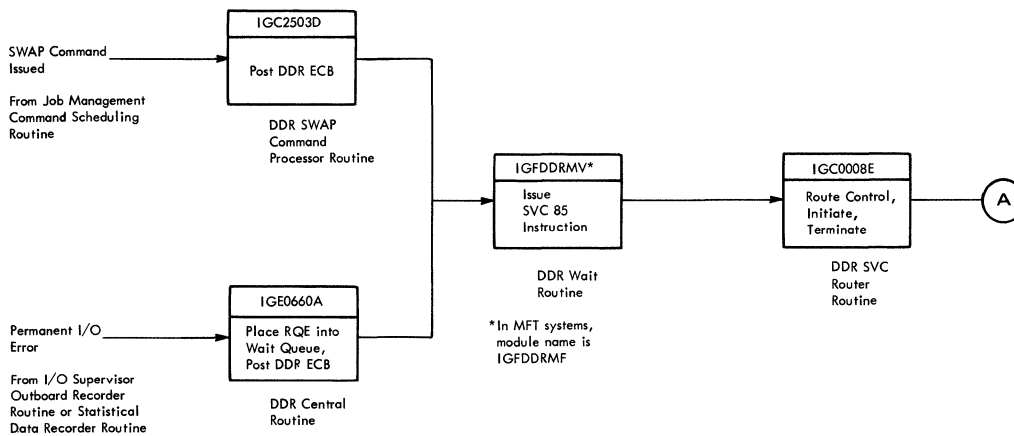 IGC2503D
SWAP Command
Issued
Post DDR ECB
From Job Management
Command Scheduling
Routine
DDR SWAP
Command
Processor Routine
IGFDDRMV*
Issue
SVC 85
Instruction
IGC0008E
Route Control,
Initiate,
Terminate
A
DDR Wait
Routine
DDR SVC
Router
Routine
*In MFT systems,
module name is
IGFDDRMF
IGE0660A
Permanent I/O
Error
Place RQE into
Wait Queue,
Post DDR ECB
From I/O Supervisor
Outboard Recorder
Routine or Statistical
Data Recorder Routine
DDR Central
Routine